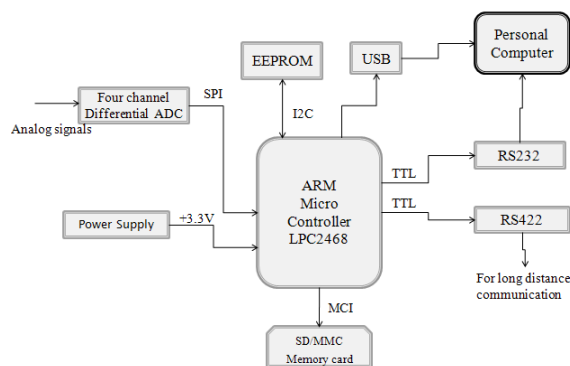 Personal
Computer
EEPROM
USB
Four channel
Differential ADC
SPI
Analog signals
I2C
ARM
Micro
Controller
LPC2468
TTL
RS232
TTL
RS422
Power Supply
+3.3V
For long distance
communication
MCI
SD/MMC
Memory card